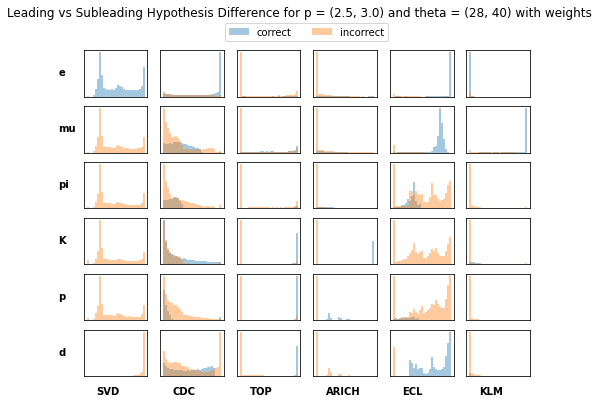 Leading vs Subleading Hypothesis Difference for p = (2.5, 3.0) and theta = (28, 40) with weights
correct incorrect
e
mu
pi
K
p
d
SVD CDC TOP ARICH ECL KLM